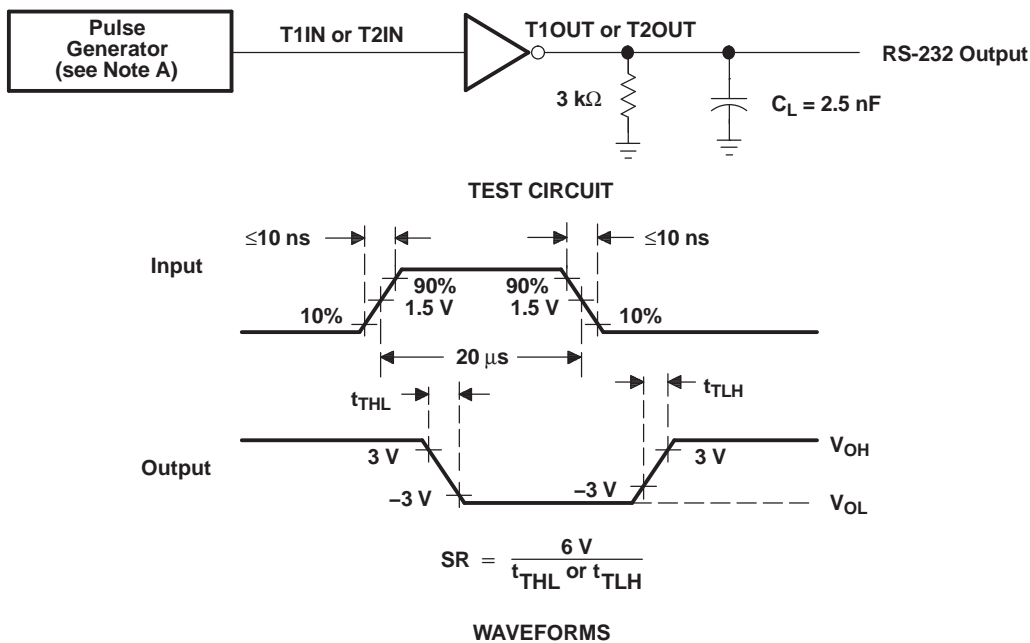 Pulse
Generator
(see Note A)
T1IN or T2IN
T1OUT or T2OUT
RS-232 Output
3 kΩ
CL = 2.5 nF
TEST CIRCUIT
≤10 ns
≤10 ns
Input
90%
90%
1.5 V
1.5 V
10%
10%
20 μs
tTHL
tTLH
Output
3 V
3 V
VOH
–3 V
–3 V
VOL
SR = 6 V / tTHL or tTLH
WAVEFORMS